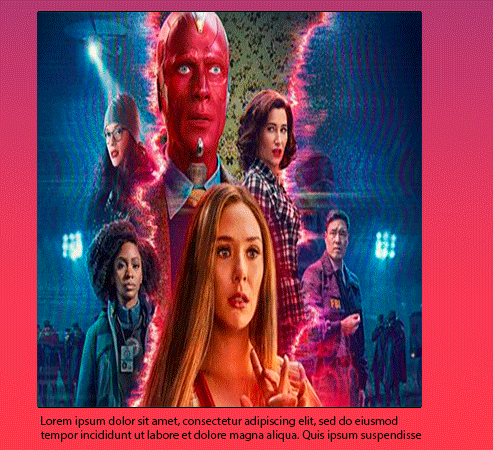 FBI
Lorem ipsum dolor sit amet, consectetur adipiscing elit, sed do eiusmod
tempor incididunt ut labore et dolore magna aliqua. Quis ipsum suspendisse